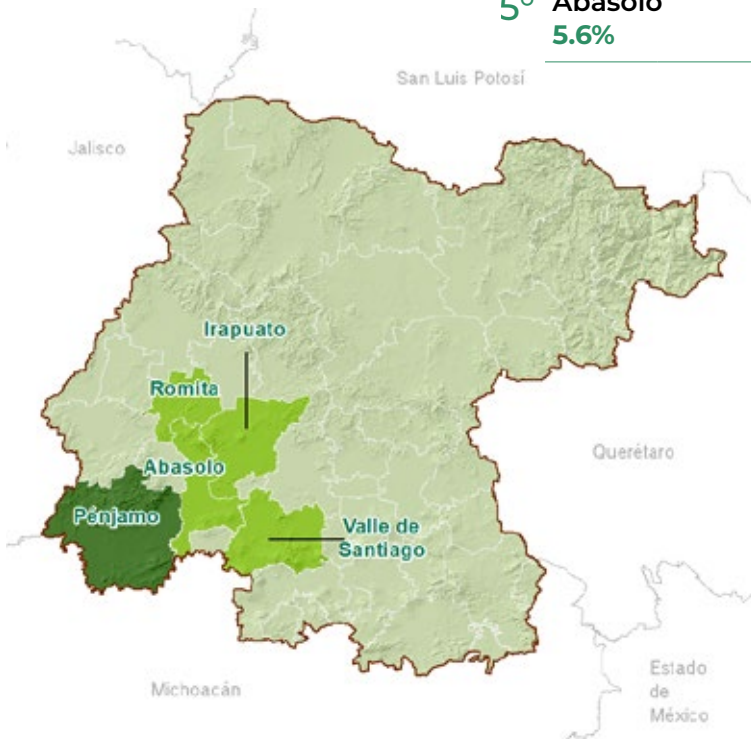 5° Abasolo
5.6%
San Luis Potosí
Jalisco
Irapuato
Romita
Querétaro
Abasolo
Pénjamo
Valle de
Santiago
Estado
de
México
Michoacán